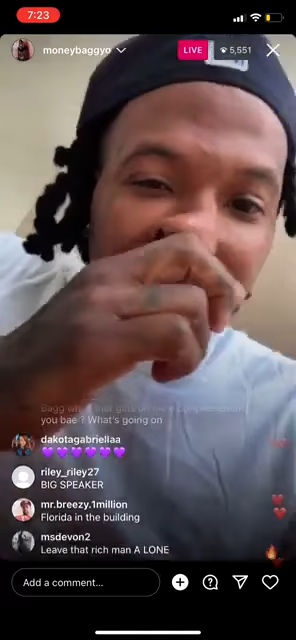 7:23
moneybaggyo
LIVE
5,551
you bae ? What's going on
dakotagabriellaa
💜💜💜💜💜💜
riley_riley27
BIG SPEAKER
mr.breezy.1million
Florida in the building
msdevon2
Leave that rich man A LONE
Add a comment...